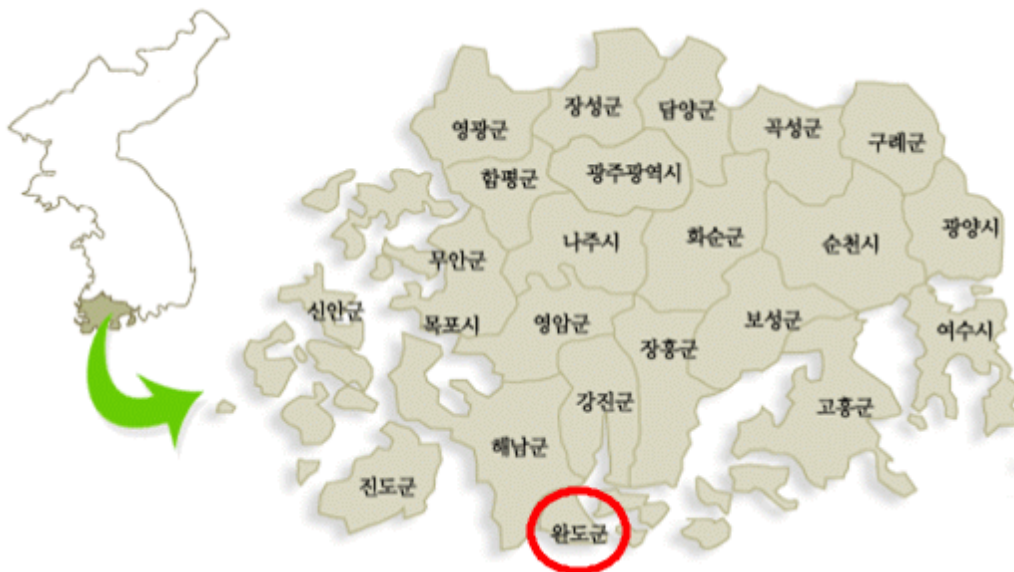 장성군
담양군
영광군
곡성군
구례군
함평군
광주광역시
나주시
화순군
순천시
광양시
무안군
신안군
목포시
영암군
보성군
여수시
장흥군
강진군
고흥군
해남군
진도군
완도군